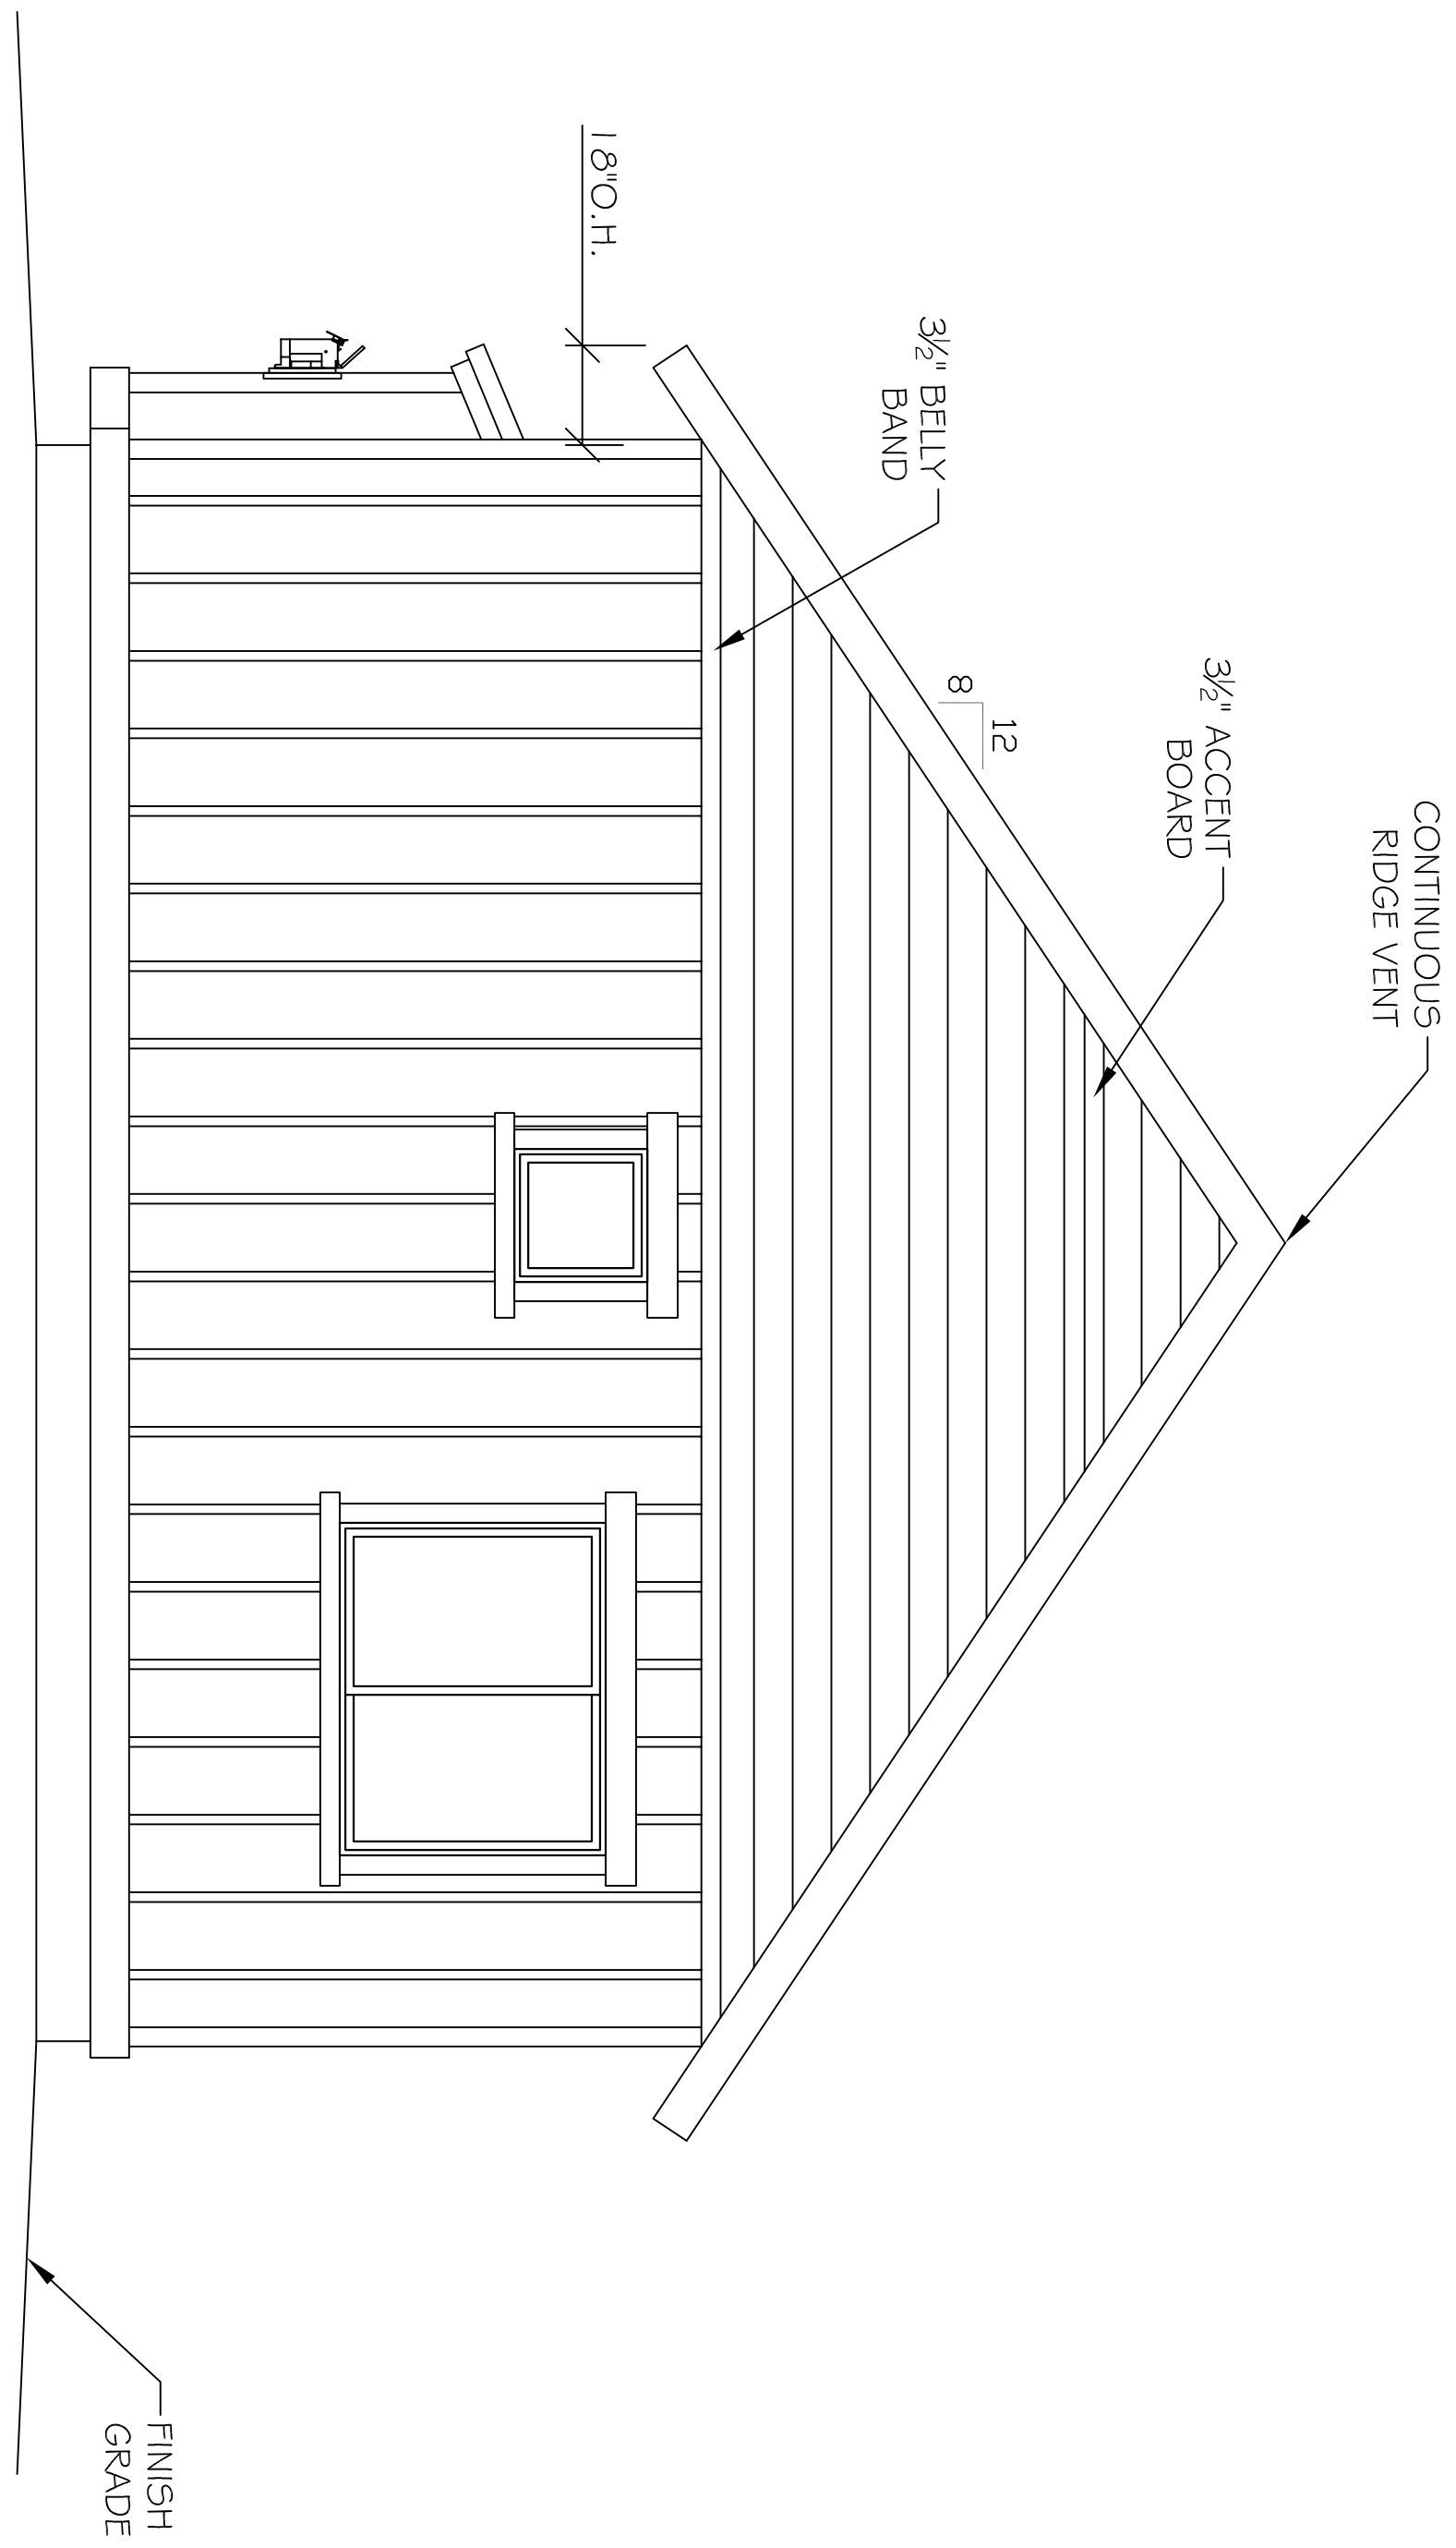 CONTINUOUS
RIDGE VENT
3½" ACCENT
BOARD
12
8
3½" BELLY
BAND
18"O.H.
FINISH
GRADE